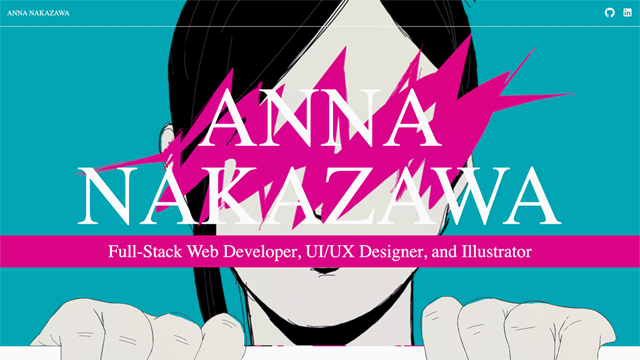 ANNA NAKAZAWA
ANNA
NAKAZAWA
Full-Stack Web Developer, UI/UX Designer, and Illustrator